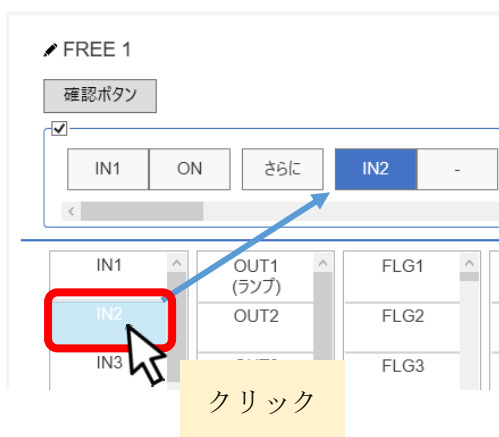 FREE 1
確認ボタン
IN1 ON さらに IN2 -
IN1 OUT1 FLG1
(ランプ)
IN2 OUT2 FLG2
IN3 FLG3
クリック